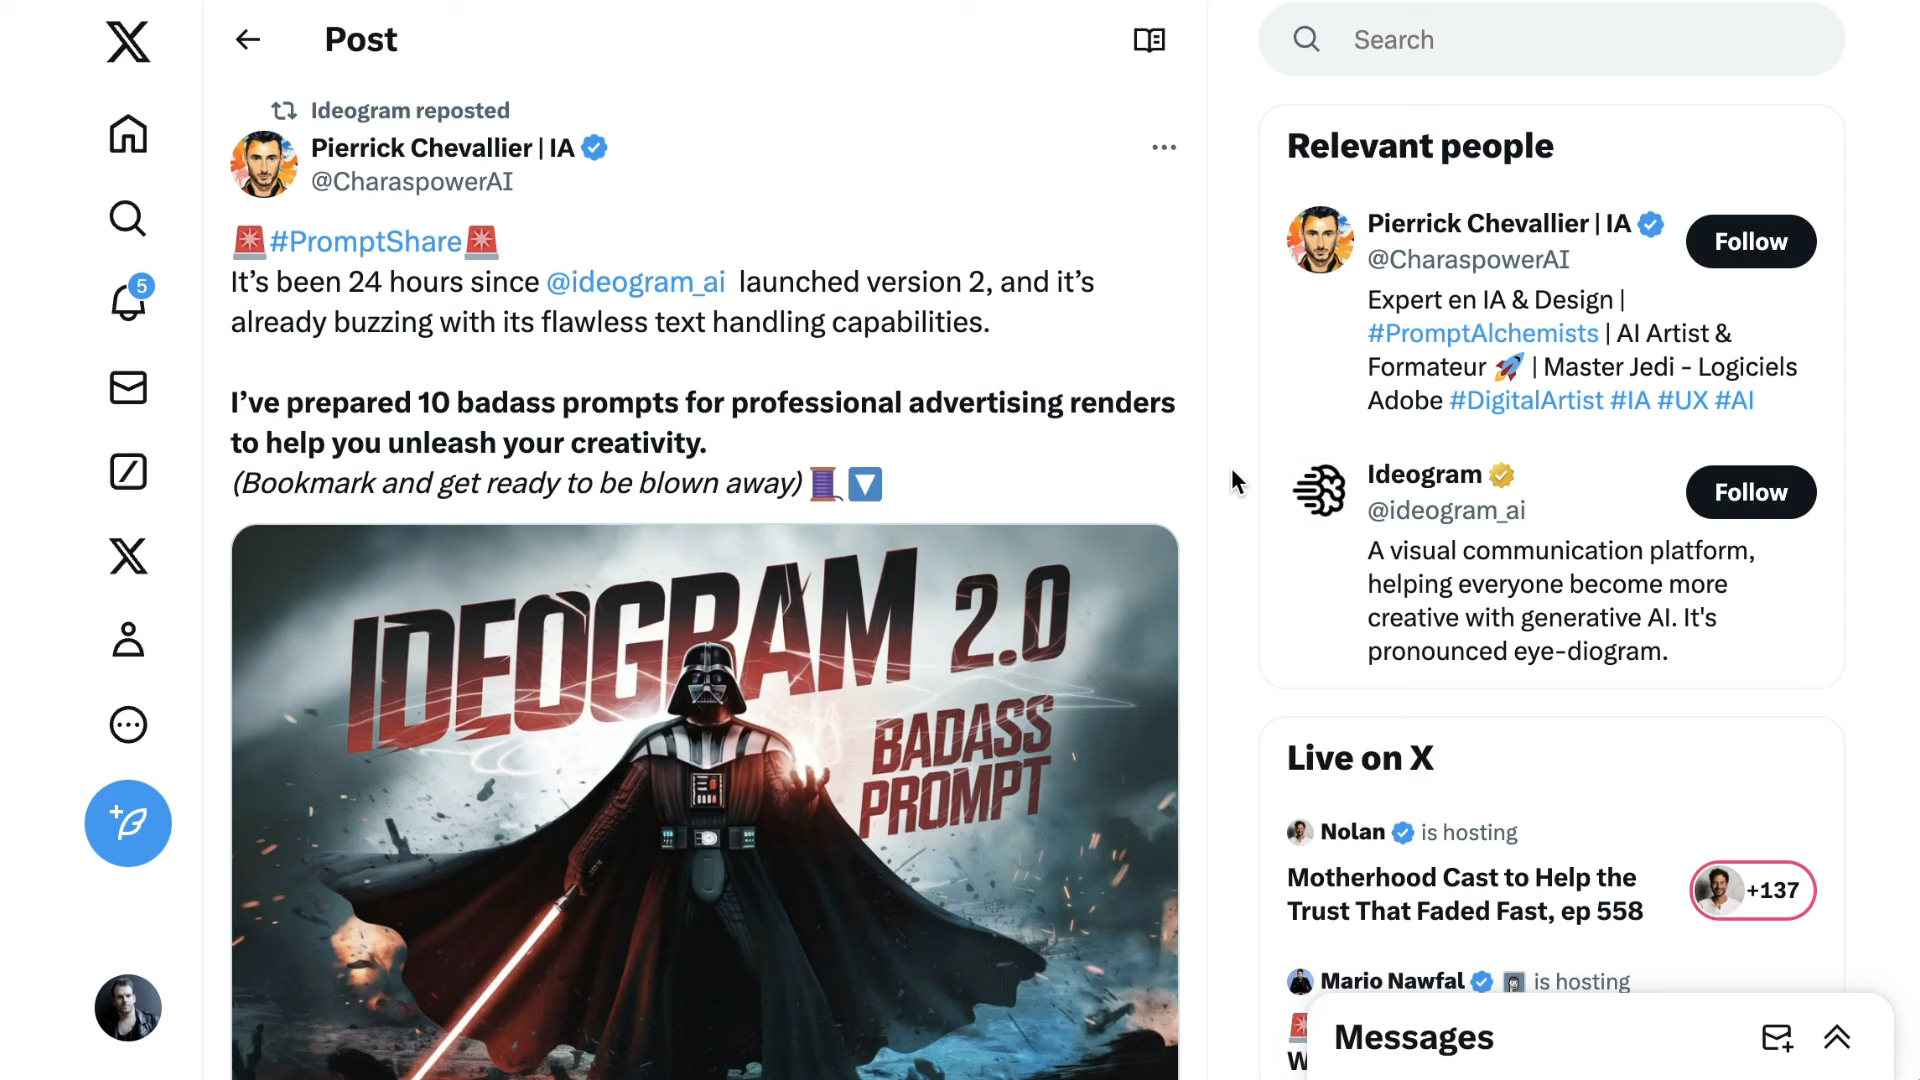 Post
Search
Ideogram reposted
Pierrick Chevallier | IA
@CharaspowerAI
#PromptShare
It’s been 24 hours since @ideogram_ai launched version 2, and it’s
already buzzing with its flawless text handling capabilities.
I’ve prepared 10 badass prompts for professional advertising renders
to help you unleash your creativity.
(Bookmark and get ready to be blown away)
IDEOGRAM 2.0
BADASS
PROMPT
5
Relevant people
Pierrick Chevallier | IA
@CharaspowerAI
Follow
Expert en IA & Design |
#PromptAlchemists | AI Artist &
Formateur | Master Jedi - Logiciels
Adobe #DigitalArtist #IA #UX #AI
Ideogram
@ideogram_ai
Follow
A visual communication platform,
helping everyone become more
creative with generative AI. It's
pronounced eye-diogram.
Live on X
Nolan is hosting
Motherhood Cast to Help the
Trust That Faded Fast, ep 558
+137
Mario Nawfal is hosting
Messages